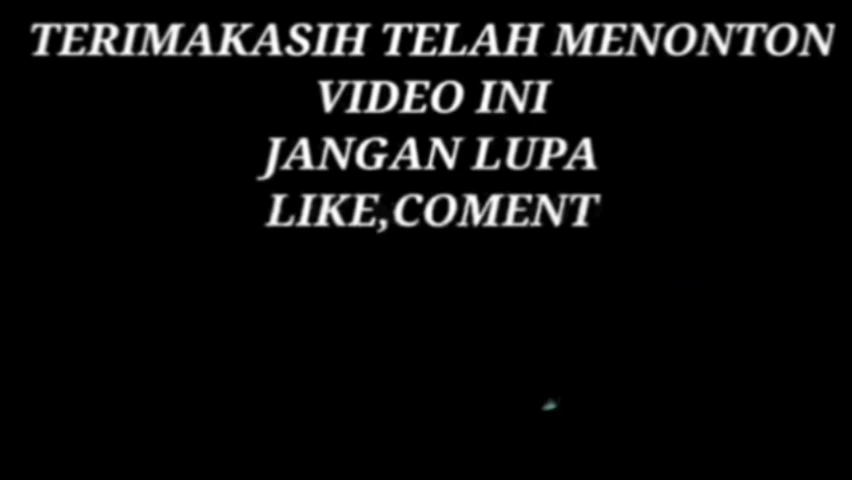 TERIMAKASIH TELAH MENONTON
VIDEO INI
JANGAN LUPA
LIKE,COMENT